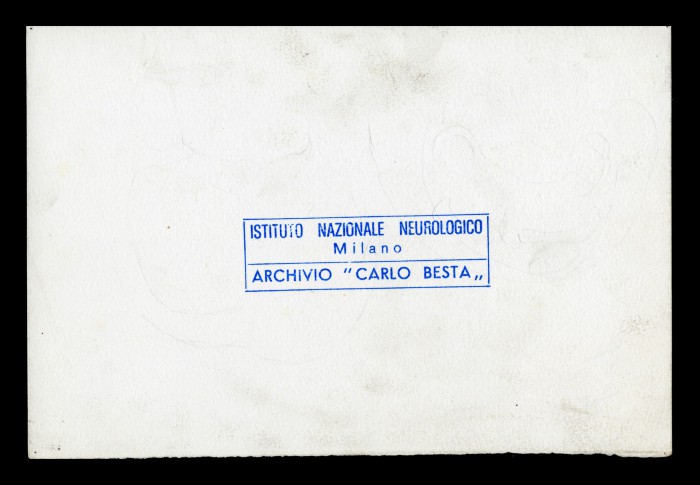 ISTITUTO NAZIONALE NEUROLOGICO
Milano
ARCHIVIO "CARLO BESTA„